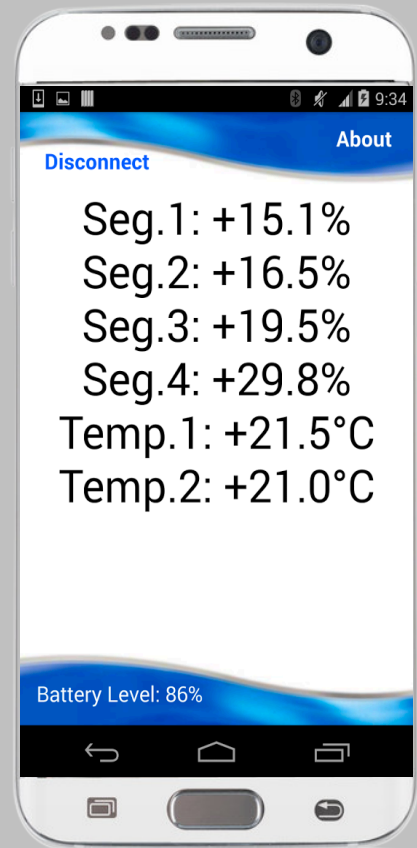 9:34
About
Disconnect
Seg.1: +15.1%
Seg.2: +16.5%
Seg.3: +19.5%
Seg.4: +29.8%
Temp.1: +21.5°C
Temp.2: +21.0°C
Battery Level: 86%